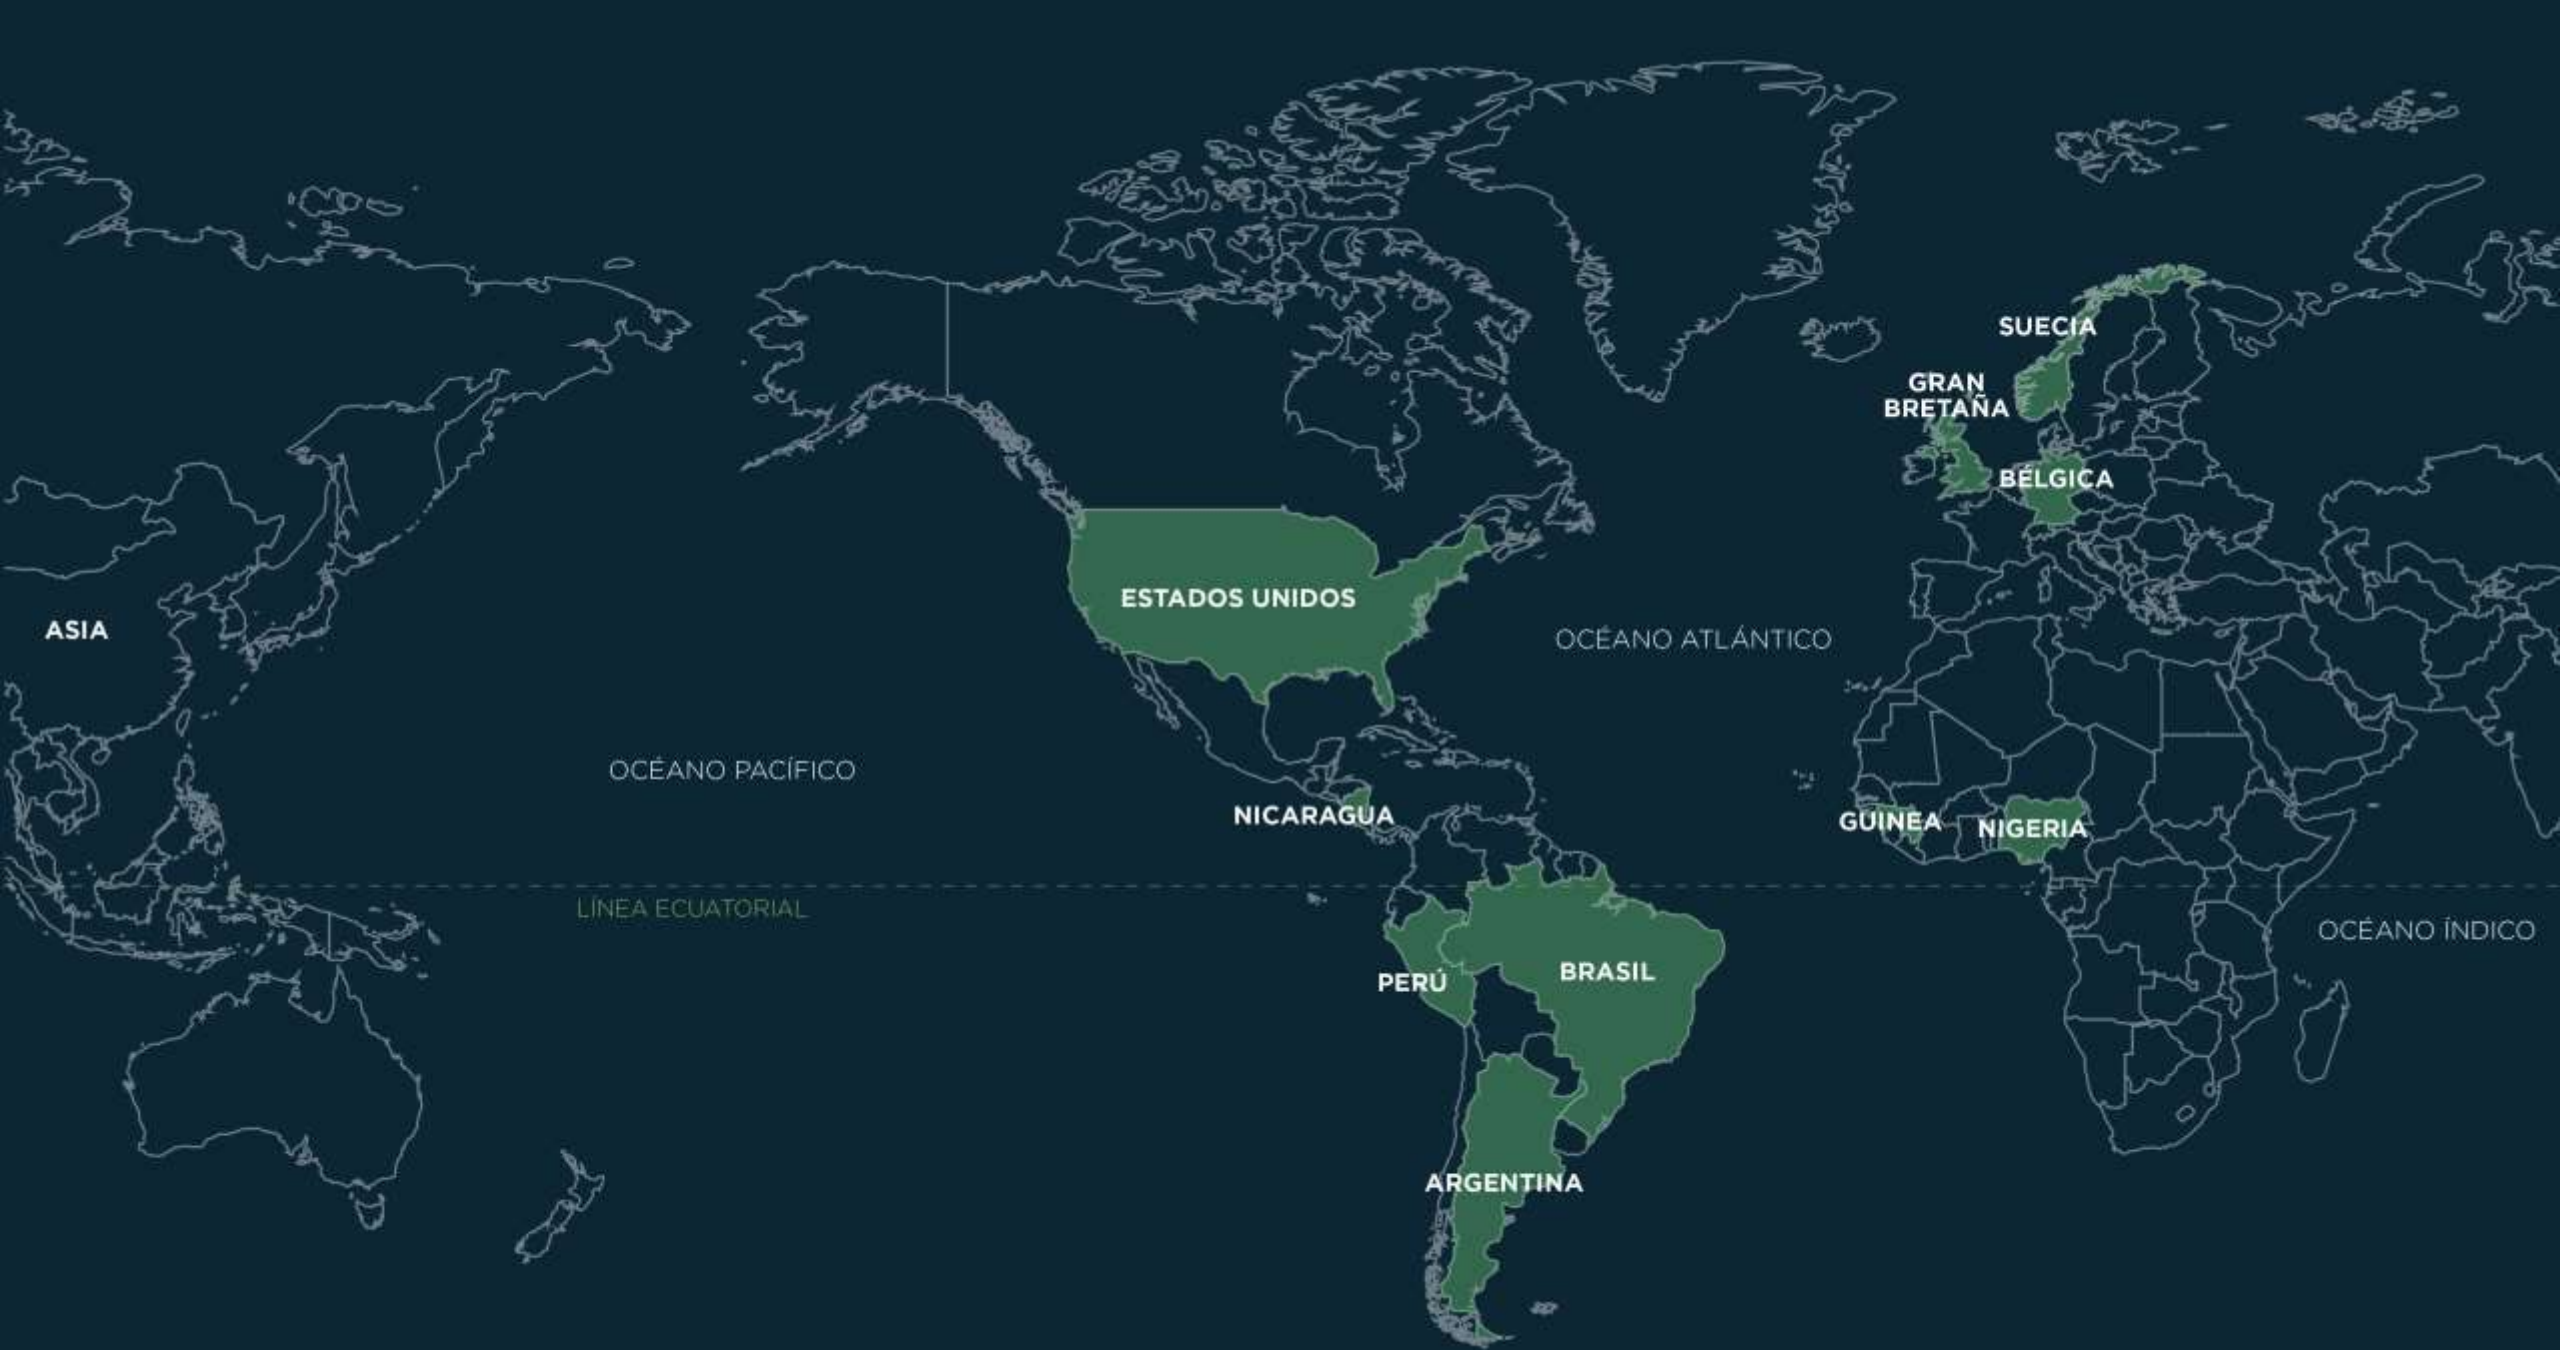 SUECIA
GRAN
BRETAÑA
BÉLGICA
ESTADOS UNIDOS
ASIA
OCÉANO ATLÁNTICO
OCÉANO PACÍFICO
NICARAGUA
GUINEA
NIGERIA
LÍNEA ECUATORIAL
OCÉANO ÍNDICO
PERÚ
BRASIL
ARGENTINA